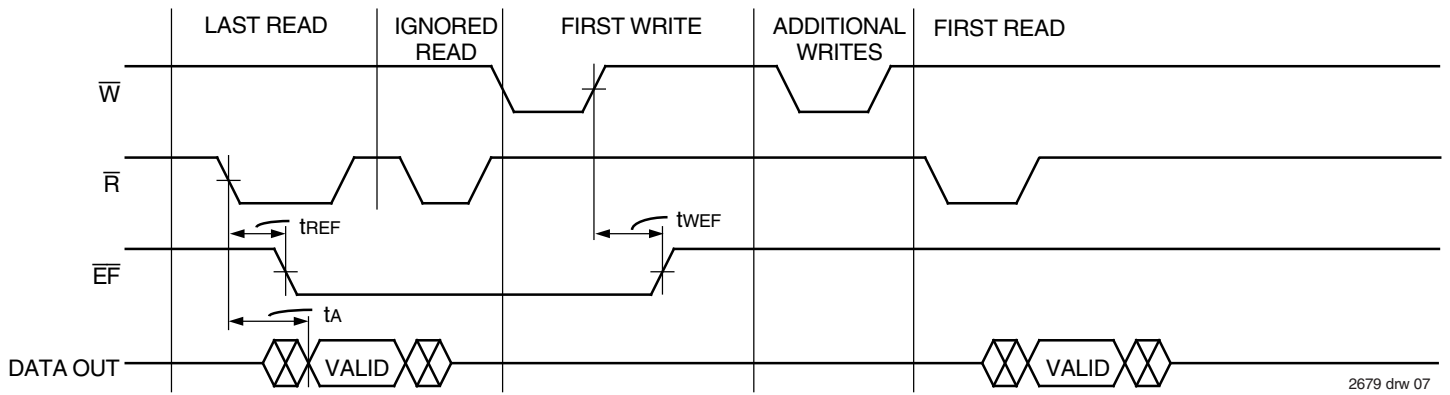 LAST READ
IGNORED
READ
FIRST WRITE
ADDITIONAL
WRITES
FIRST READ
W
R
tREF
tWEF
EF
tA
DATA OUT
VALID
VALID
2679 drw 07